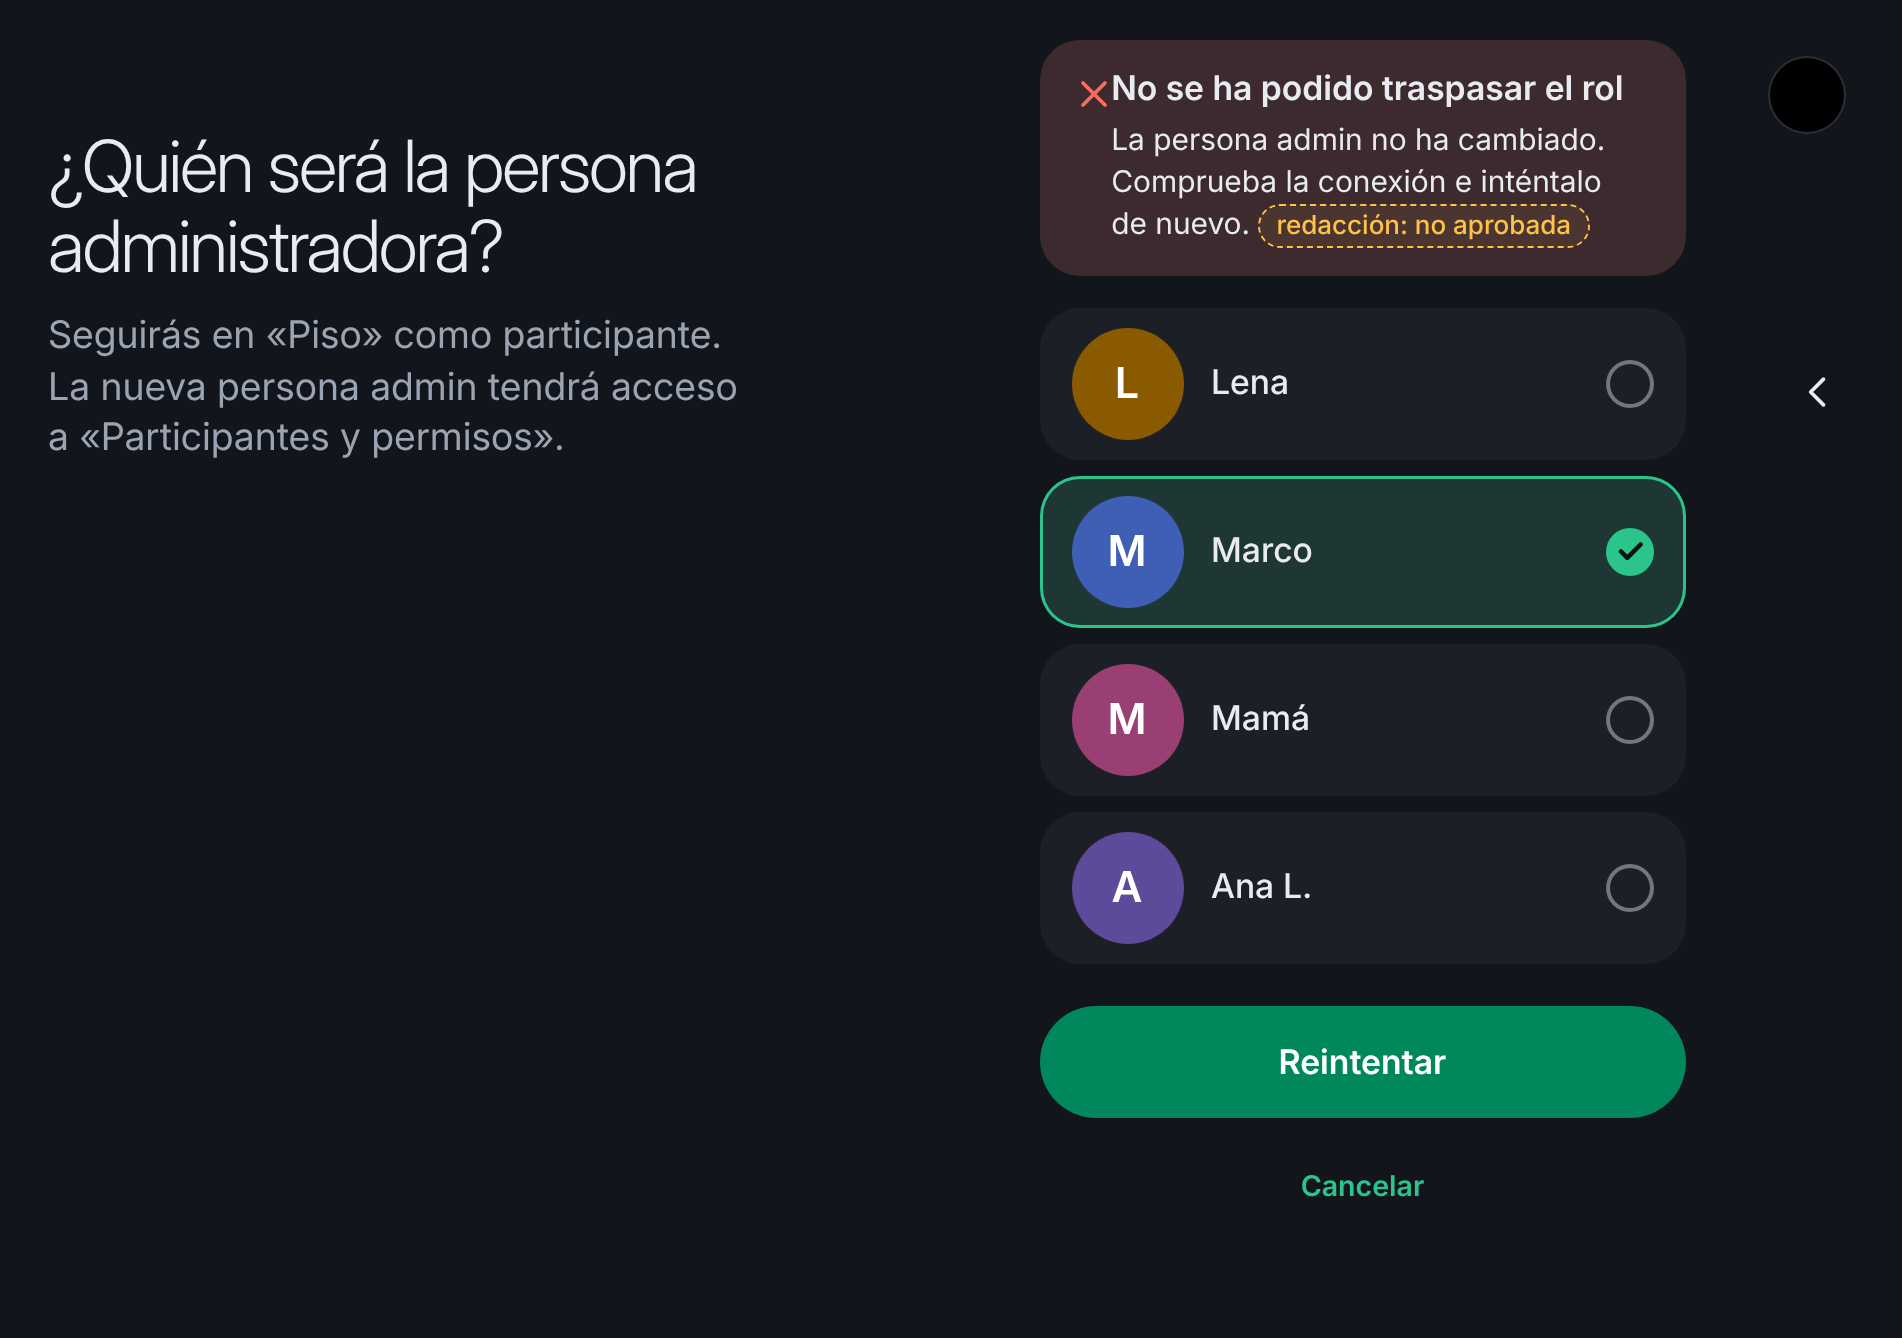 ¿Quién será la persona
administradora?
Seguirás en «Piso» como participante.
La nueva persona admin tendrá acceso
a «Participantes y permisos».
No se ha podido traspasar el rol
La persona admin no ha cambiado.
Comprueba la conexión e inténtalo
de nuevo. redacción: no aprobada
L Lena
M Marco
M Mamá
A Ana L.
Reintentar
Cancelar